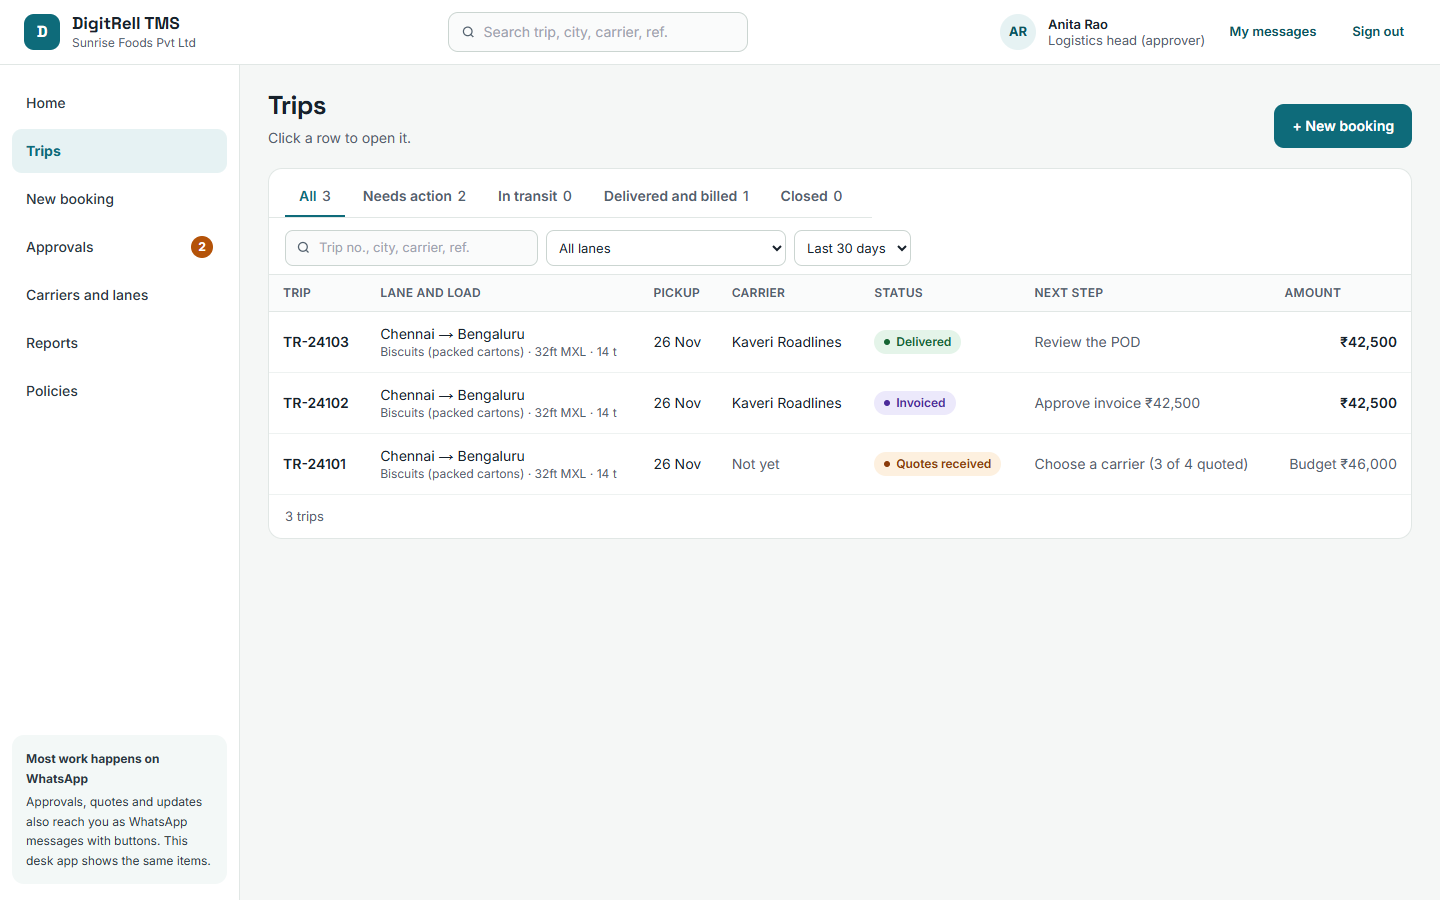 D
DigitRell TMS
Sunrise Foods Pvt Ltd
Search trip, city, carrier, ref.
AR
Anita Rao
Logistics head (approver)
My messages
Sign out
Home
Trips
New booking
Approvals 2
Carriers and lanes
Reports
Policies
Most work happens on
WhatsApp
Approvals, quotes and updates
also reach you as WhatsApp
messages with buttons. This
desk app shows the same items.
Trips
Click a row to open it.
+ New booking
All 3 Needs action 2 In transit 0 Delivered and billed 1 Closed 0
Trip no., city, carrier, ref. All lanes Last 30 days
TRIP LANE AND LOAD PICKUP CARRIER STATUS NEXT STEP AMOUNT
TR-24103 Chennai → Bengaluru 26 Nov Kaveri Roadlines Delivered Review the POD ₹42,500
Biscuits (packed cartons) · 32ft MXL · 14 t
TR-24102 Chennai → Bengaluru 26 Nov Kaveri Roadlines Invoiced Approve invoice ₹42,500 ₹42,500
Biscuits (packed cartons) · 32ft MXL · 14 t
TR-24101 Chennai → Bengaluru 26 Nov Not yet Quotes received Choose a carrier (3 of 4 quoted) Budget ₹46,000
Biscuits (packed cartons) · 32ft MXL · 14 t
3 trips